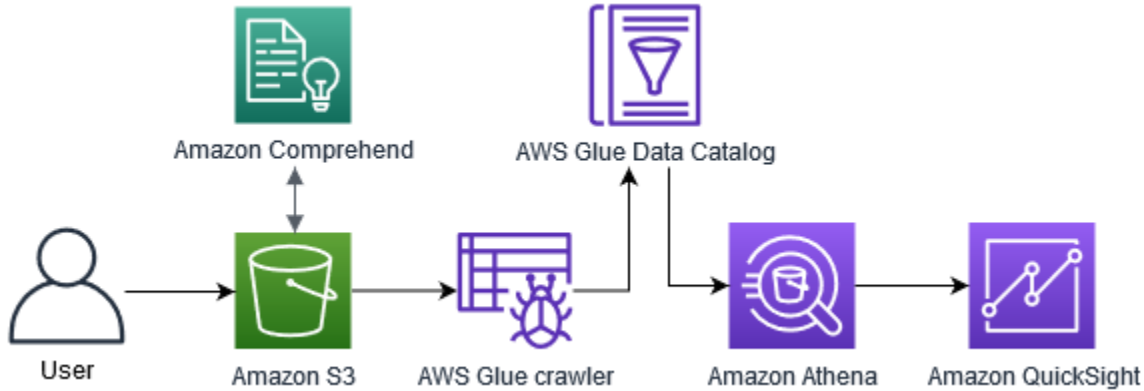 Amazon Comprehend
AWS Glue Data Catalog
User
Amazon S3
AWS Glue crawler
Amazon Athena
Amazon QuickSight